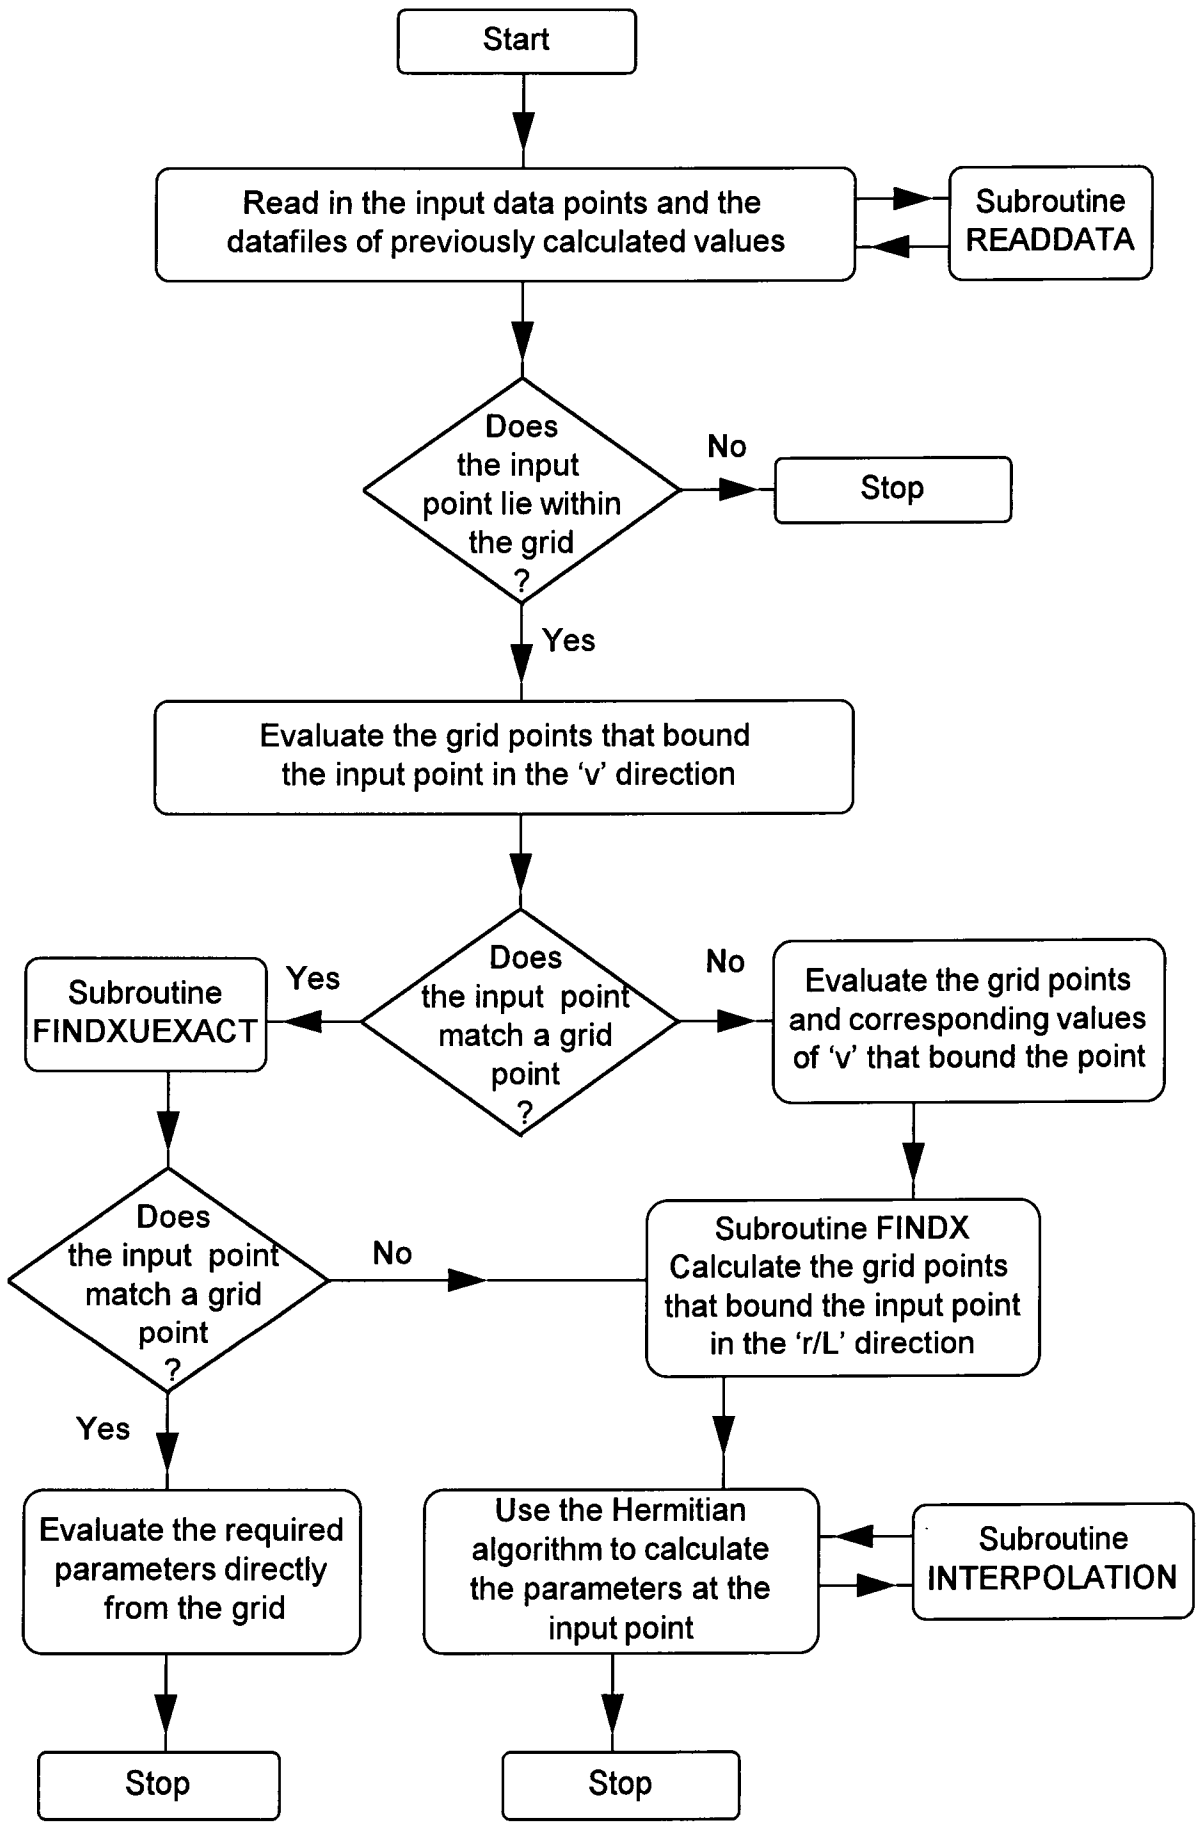 Start
Read in the input data points and the
datafiles of previously calculated values
Subroutine
READDATA
Does
the input
point lie within
the grid
?
No
Stop
Yes
Evaluate the grid points that bound
the input point in the ‘v’ direction
Does
the input point
match a grid
point
?
Yes
Subroutine
FINDXUEXACT
No
Evaluate the grid points
and corresponding values
of ‘v’ that bound the point
Does
the input point
match a grid
point
?
No
Subroutine FINDX
Calculate the grid points
that bound the input point
in the ‘r/L’ direction
Yes
Evaluate the required
parameters directly
from the grid
Use the Hermitian
algorithm to calculate
the parameters at the
input point
Subroutine
INTERPOLATION
Stop
Stop